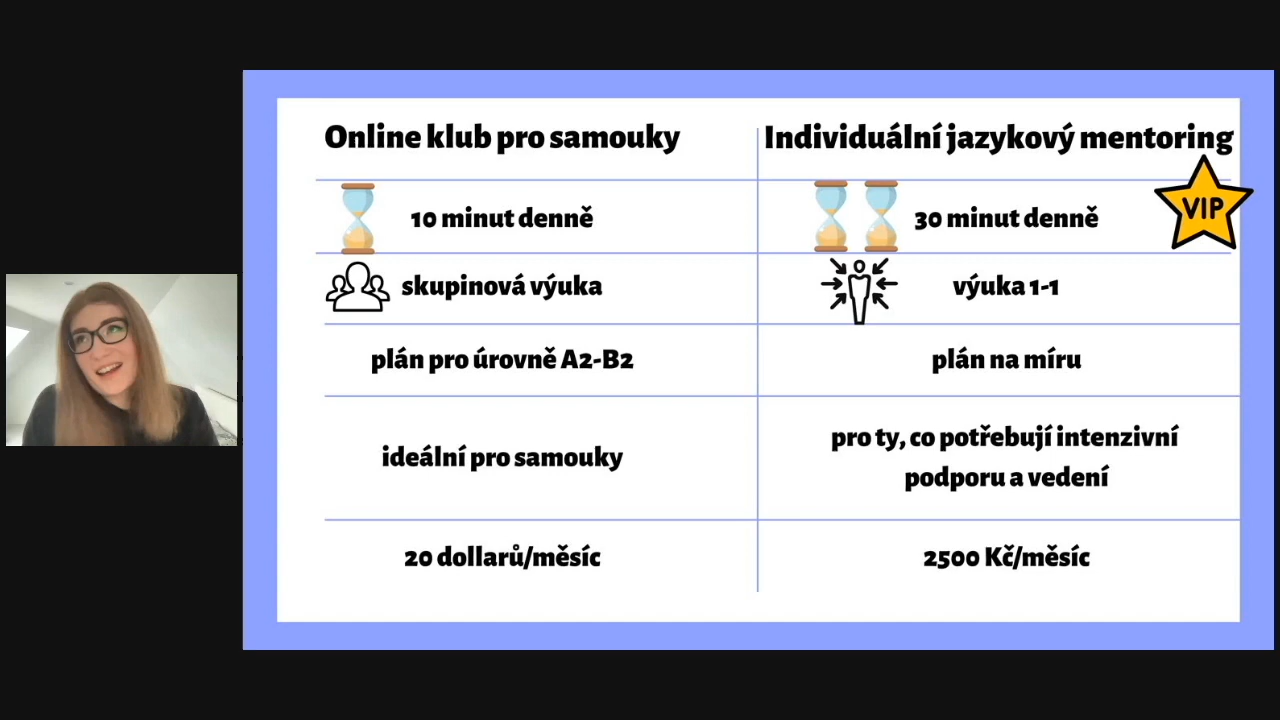 Online klub pro samouky
Individuální jazykový mentoring
10 minut denně
30 minut denně
VIP
skupinová výuka
výuka 1-1
plán pro úrovně A2-B2
plán na míru
ideální pro samouky
pro ty, co potřebují intenzivní
podporu a vedení
20 dollarů/měsíc
2500 Kč/měsíc